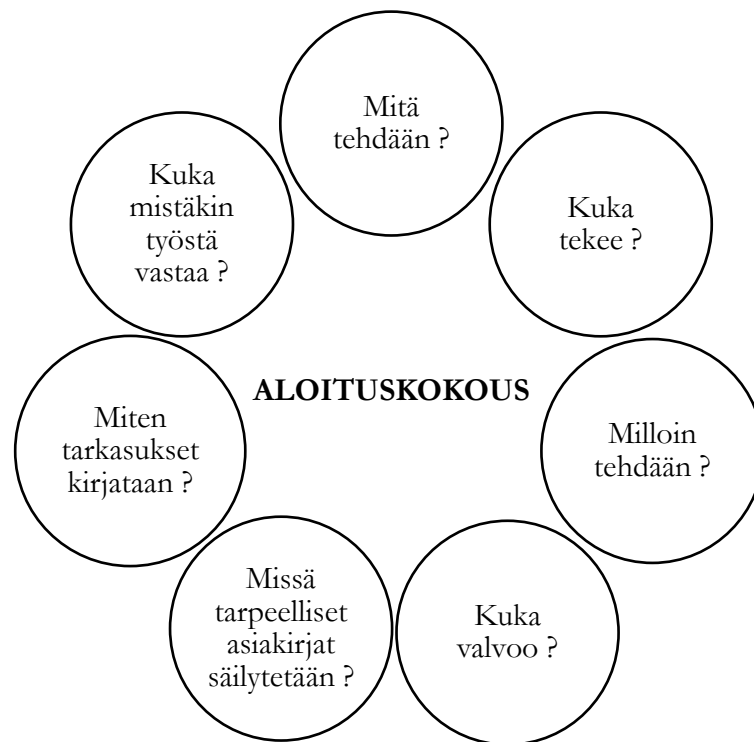 Mitä
tehdään ?
Kuka
tekee ?
Milloin
tehdään ?
Kuka
valvoo ?
Missä
tarpeelliset
asiakirjat
säilytetään ?
Miten
tarkasukset
kirjataan ?
Kuka
mistäkin
työstä
vastaa ?
ALOITUSKOKOUS